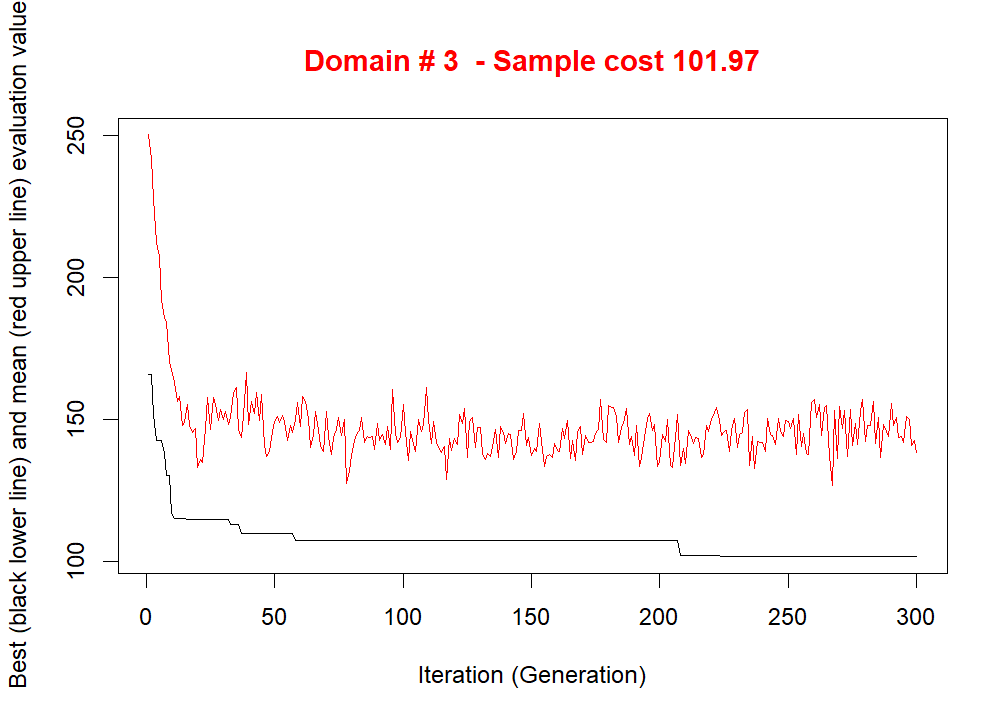 Domain # 3  - Sample cost 101.97
Best (black lower line) and mean (red upper line) evaluation value
250
200
150
100
0 50 100 150 200 250 300
Iteration (Generation)